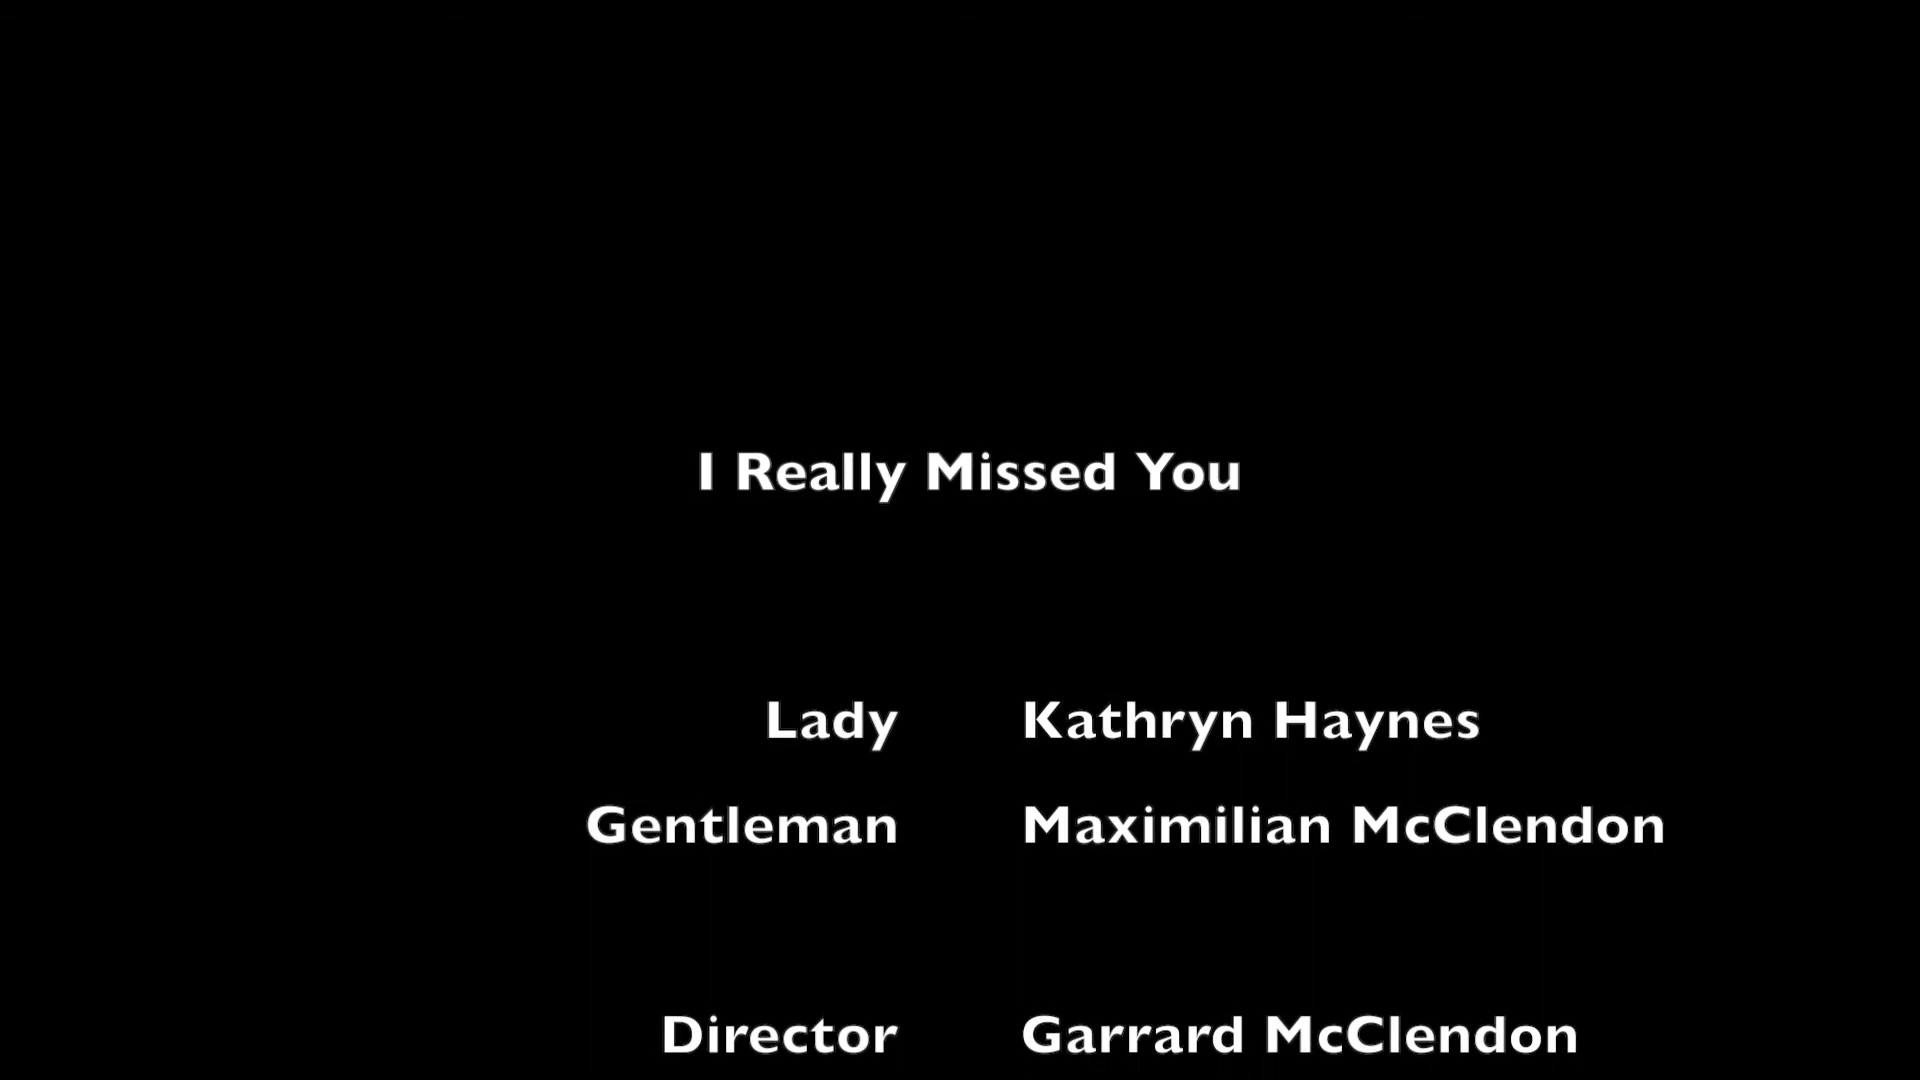 I Really Missed You
Lady Kathryn Haynes
Gentleman Maximilian McClendon
Director Garrard McClendon